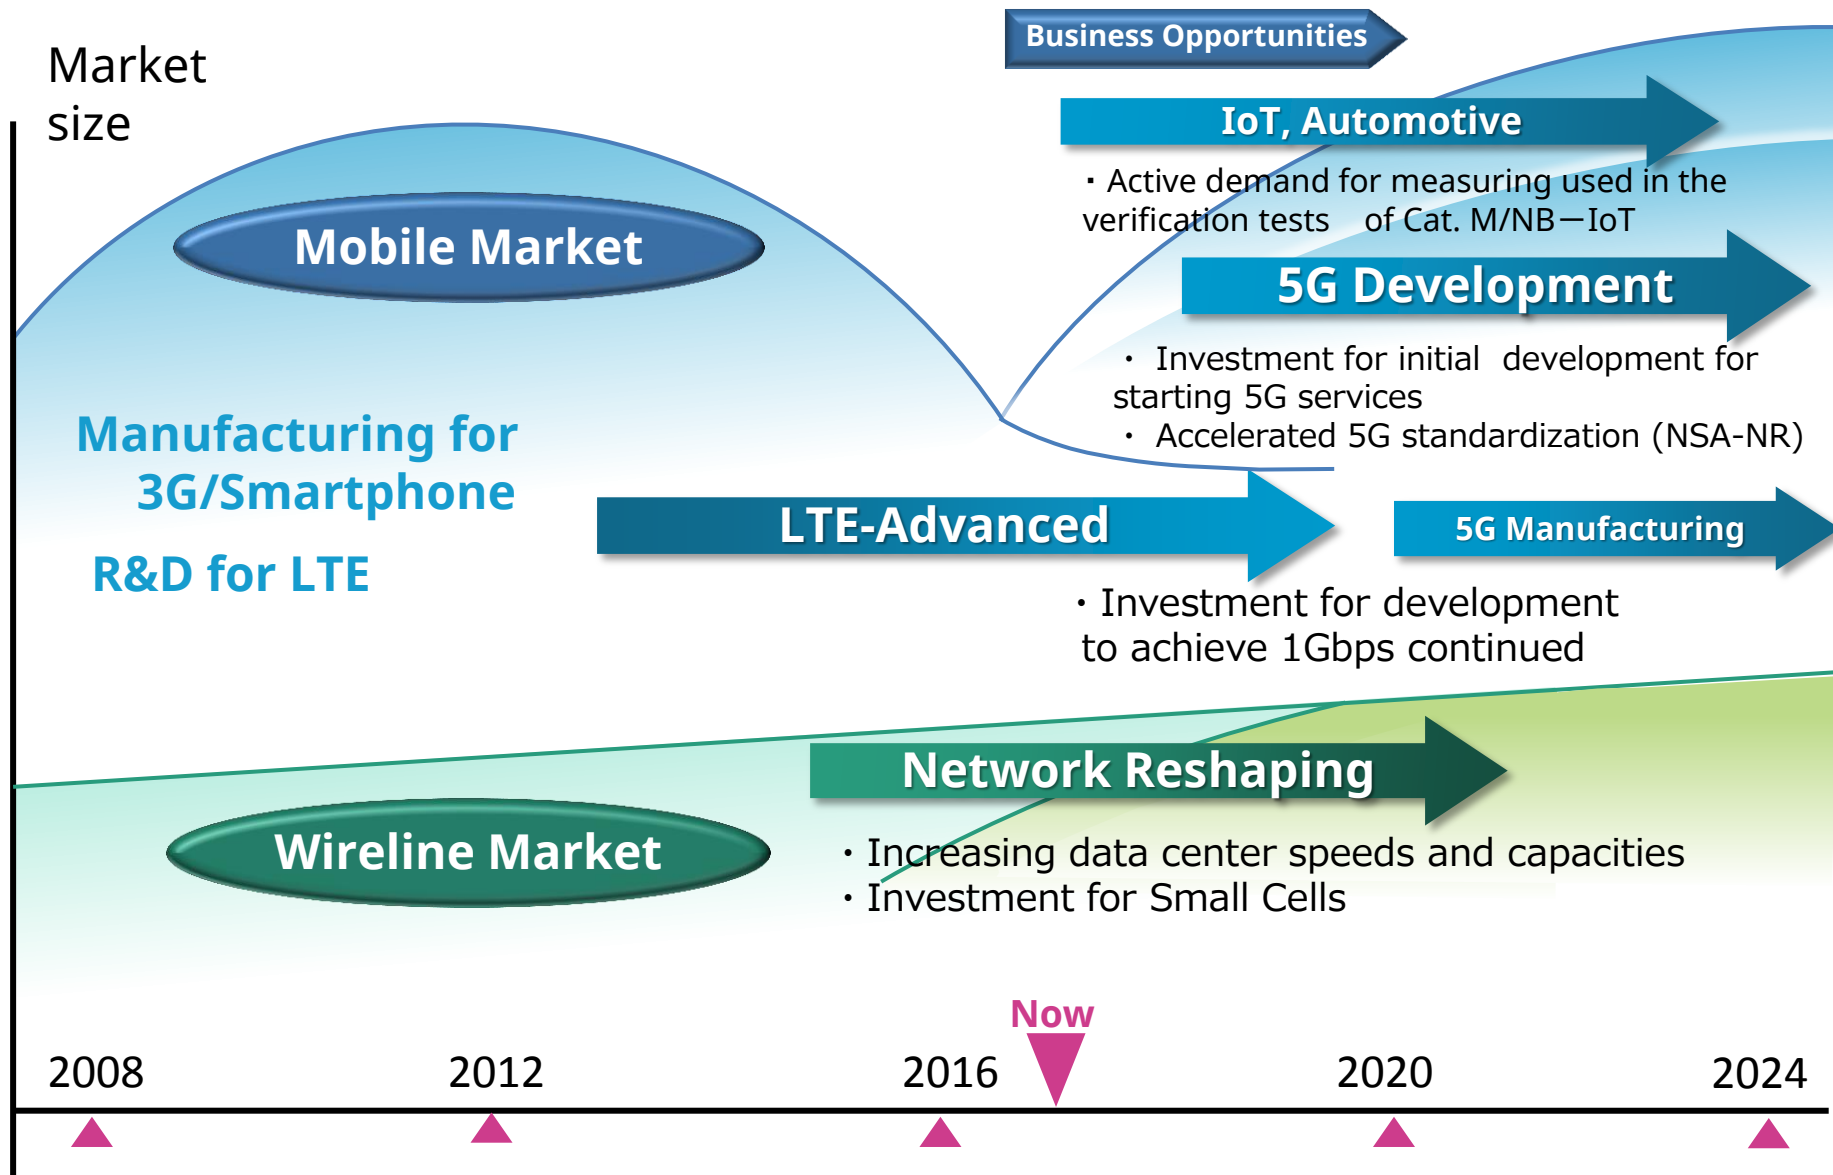 Business Opportunities
Market
size
IoT, Automotive
・Active demand for measuring used in the
verification tests　of Cat. M/NB－IoT
Mobile Market
5G Development
・ Investment for initial development for
starting 5G services
・ Accelerated 5G standardization (NSA-NR)
Manufacturing for
3G/Smartphone
R&D for LTE
LTE-Advanced
5G Manufacturing
・Investment for development
to achieve 1Gbps continued
Network Reshaping
Wireline Market
・Increasing data center speeds and capacities
・Investment for Small Cells
Now
2008 2012 2016 2020 2024